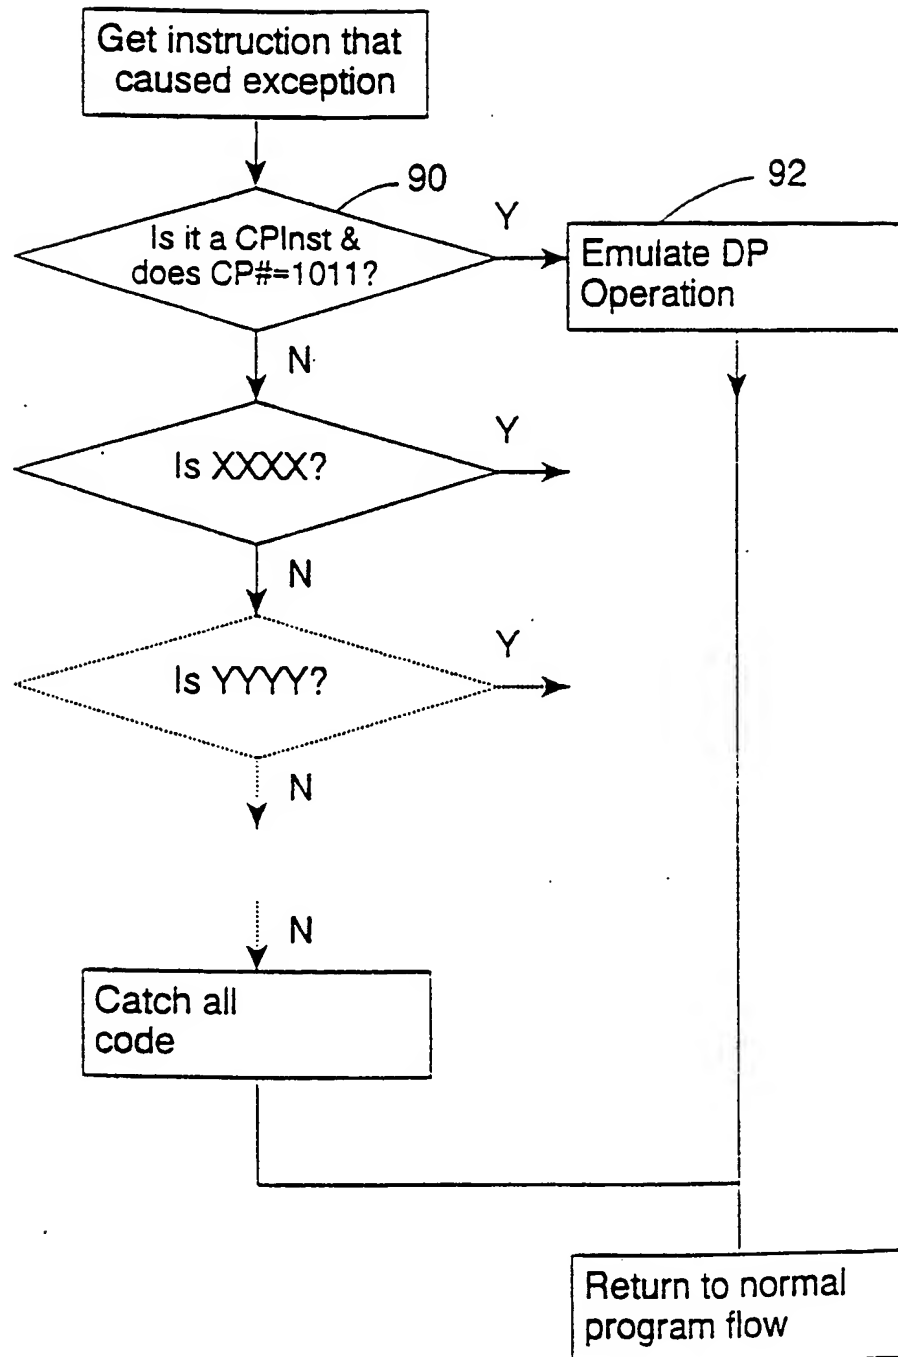 Get instruction that
caused exception
90
92
Y
Is it a CPInst &
does CP#=1011?
Emulate DP
Operation
N
Y
Is XXXX?
N
Y
Is YYYY?
N
N
Catch all
code
Return to normal
program flow